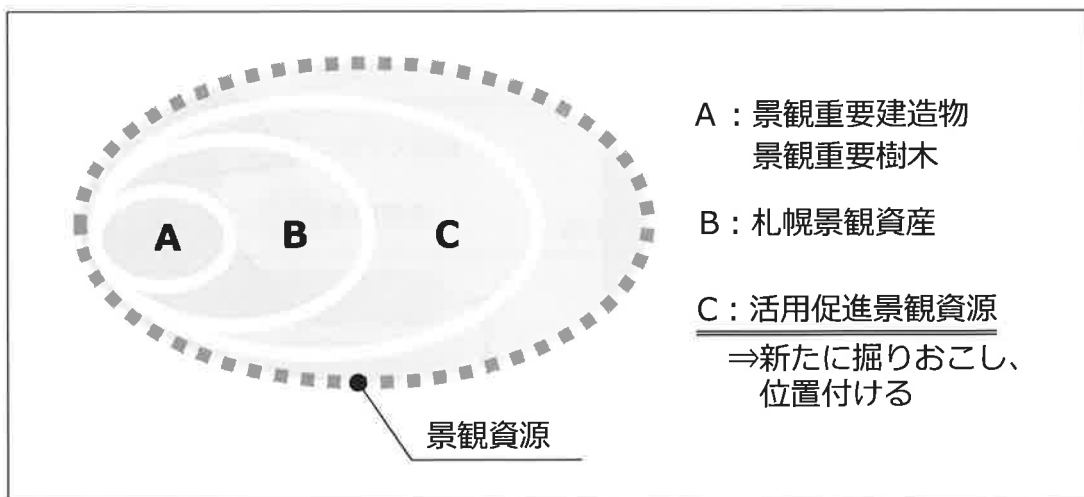 A
B
C
景観資源
A:景観重要建造物
景観重要樹木
B:札幌景観資産
C:活用促進景観資源
⇒新たに掘りおこし、
位置付ける